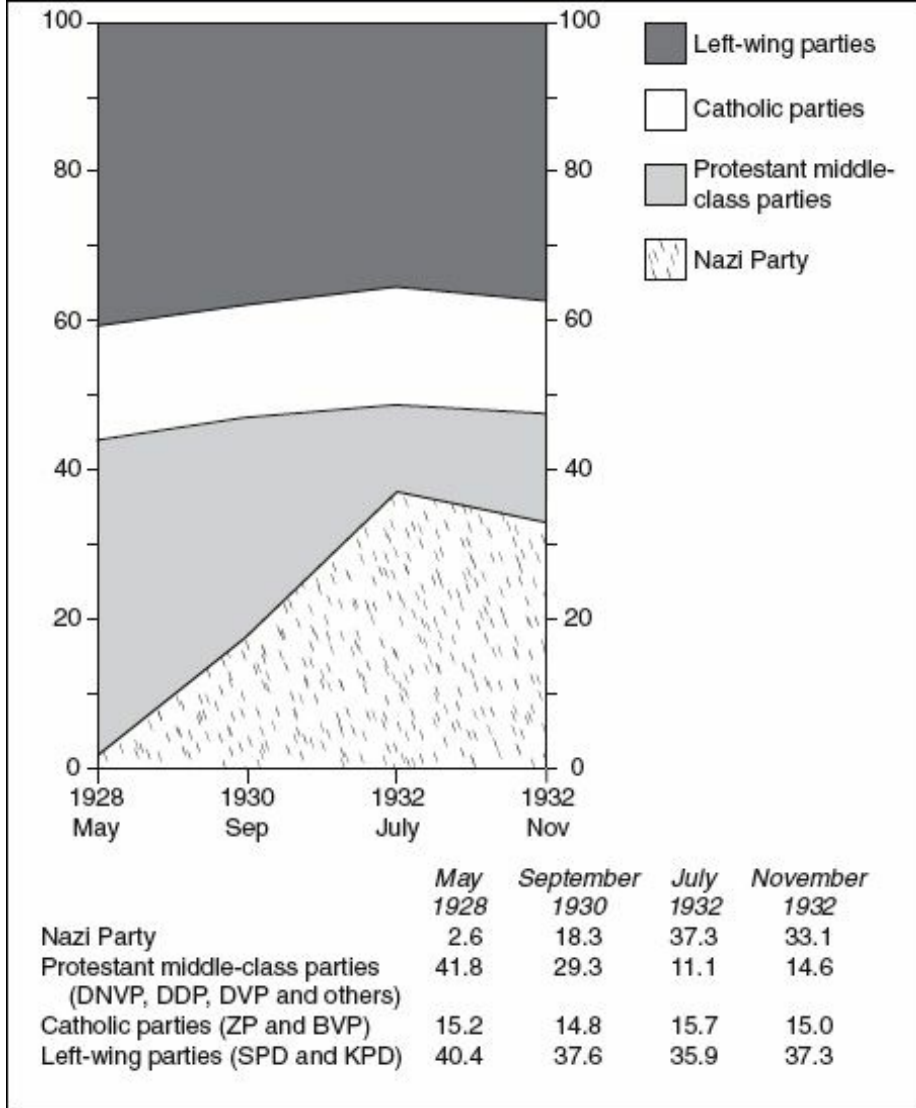 100
80
60
40
20
0
100
80
60
40
20
0
1928
May
1930
Sep
1932
July
1932
Nov
Left-wing parties
Catholic parties
Protestant middle-
class parties
Nazi Party
May September July November
1928 1930 1932 1932
Nazi Party 2.6 18.3 37.3 33.1
Protestant middle-class parties 41.8 29.3 11.1 14.6
(DNVP, DDP, DVP and others)
Catholic parties (ZP and BVP) 15.2 14.8 15.7 15.0
Left-wing parties (SPD and KPD) 40.4 37.6 35.9 37.3